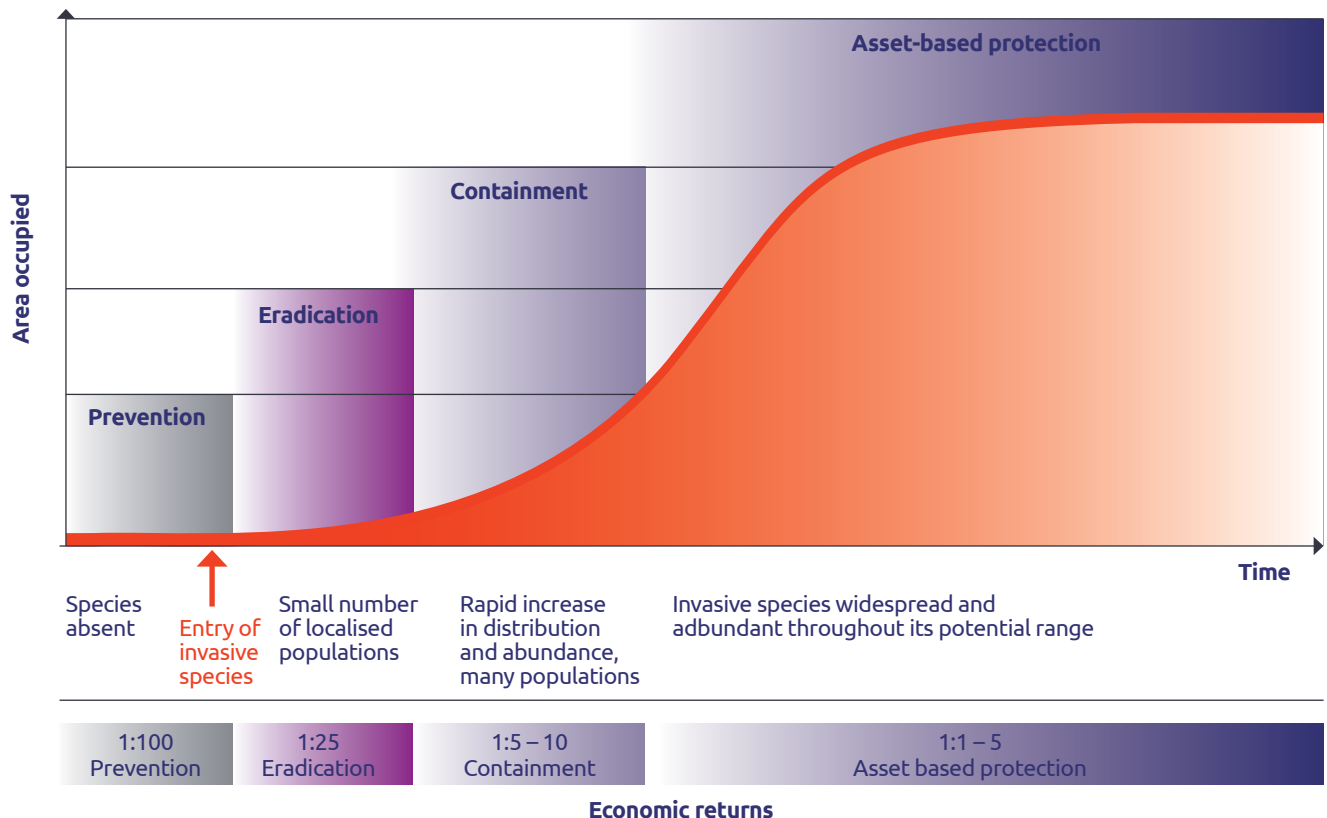 Asset-based protection
Containment
Eradication
Prevention
Area occupied
Time
Species
absent
Entry of
invasive
species
Small number
of localised
populations
Rapid increase
in distribution
and abundance,
many populations
Invasive species widespread and
adbundant throughout its potential range
1:100
Prevention
1:25
Eradication
1:5 – 10
Containment
1:1 – 5
Asset based protection
Economic returns